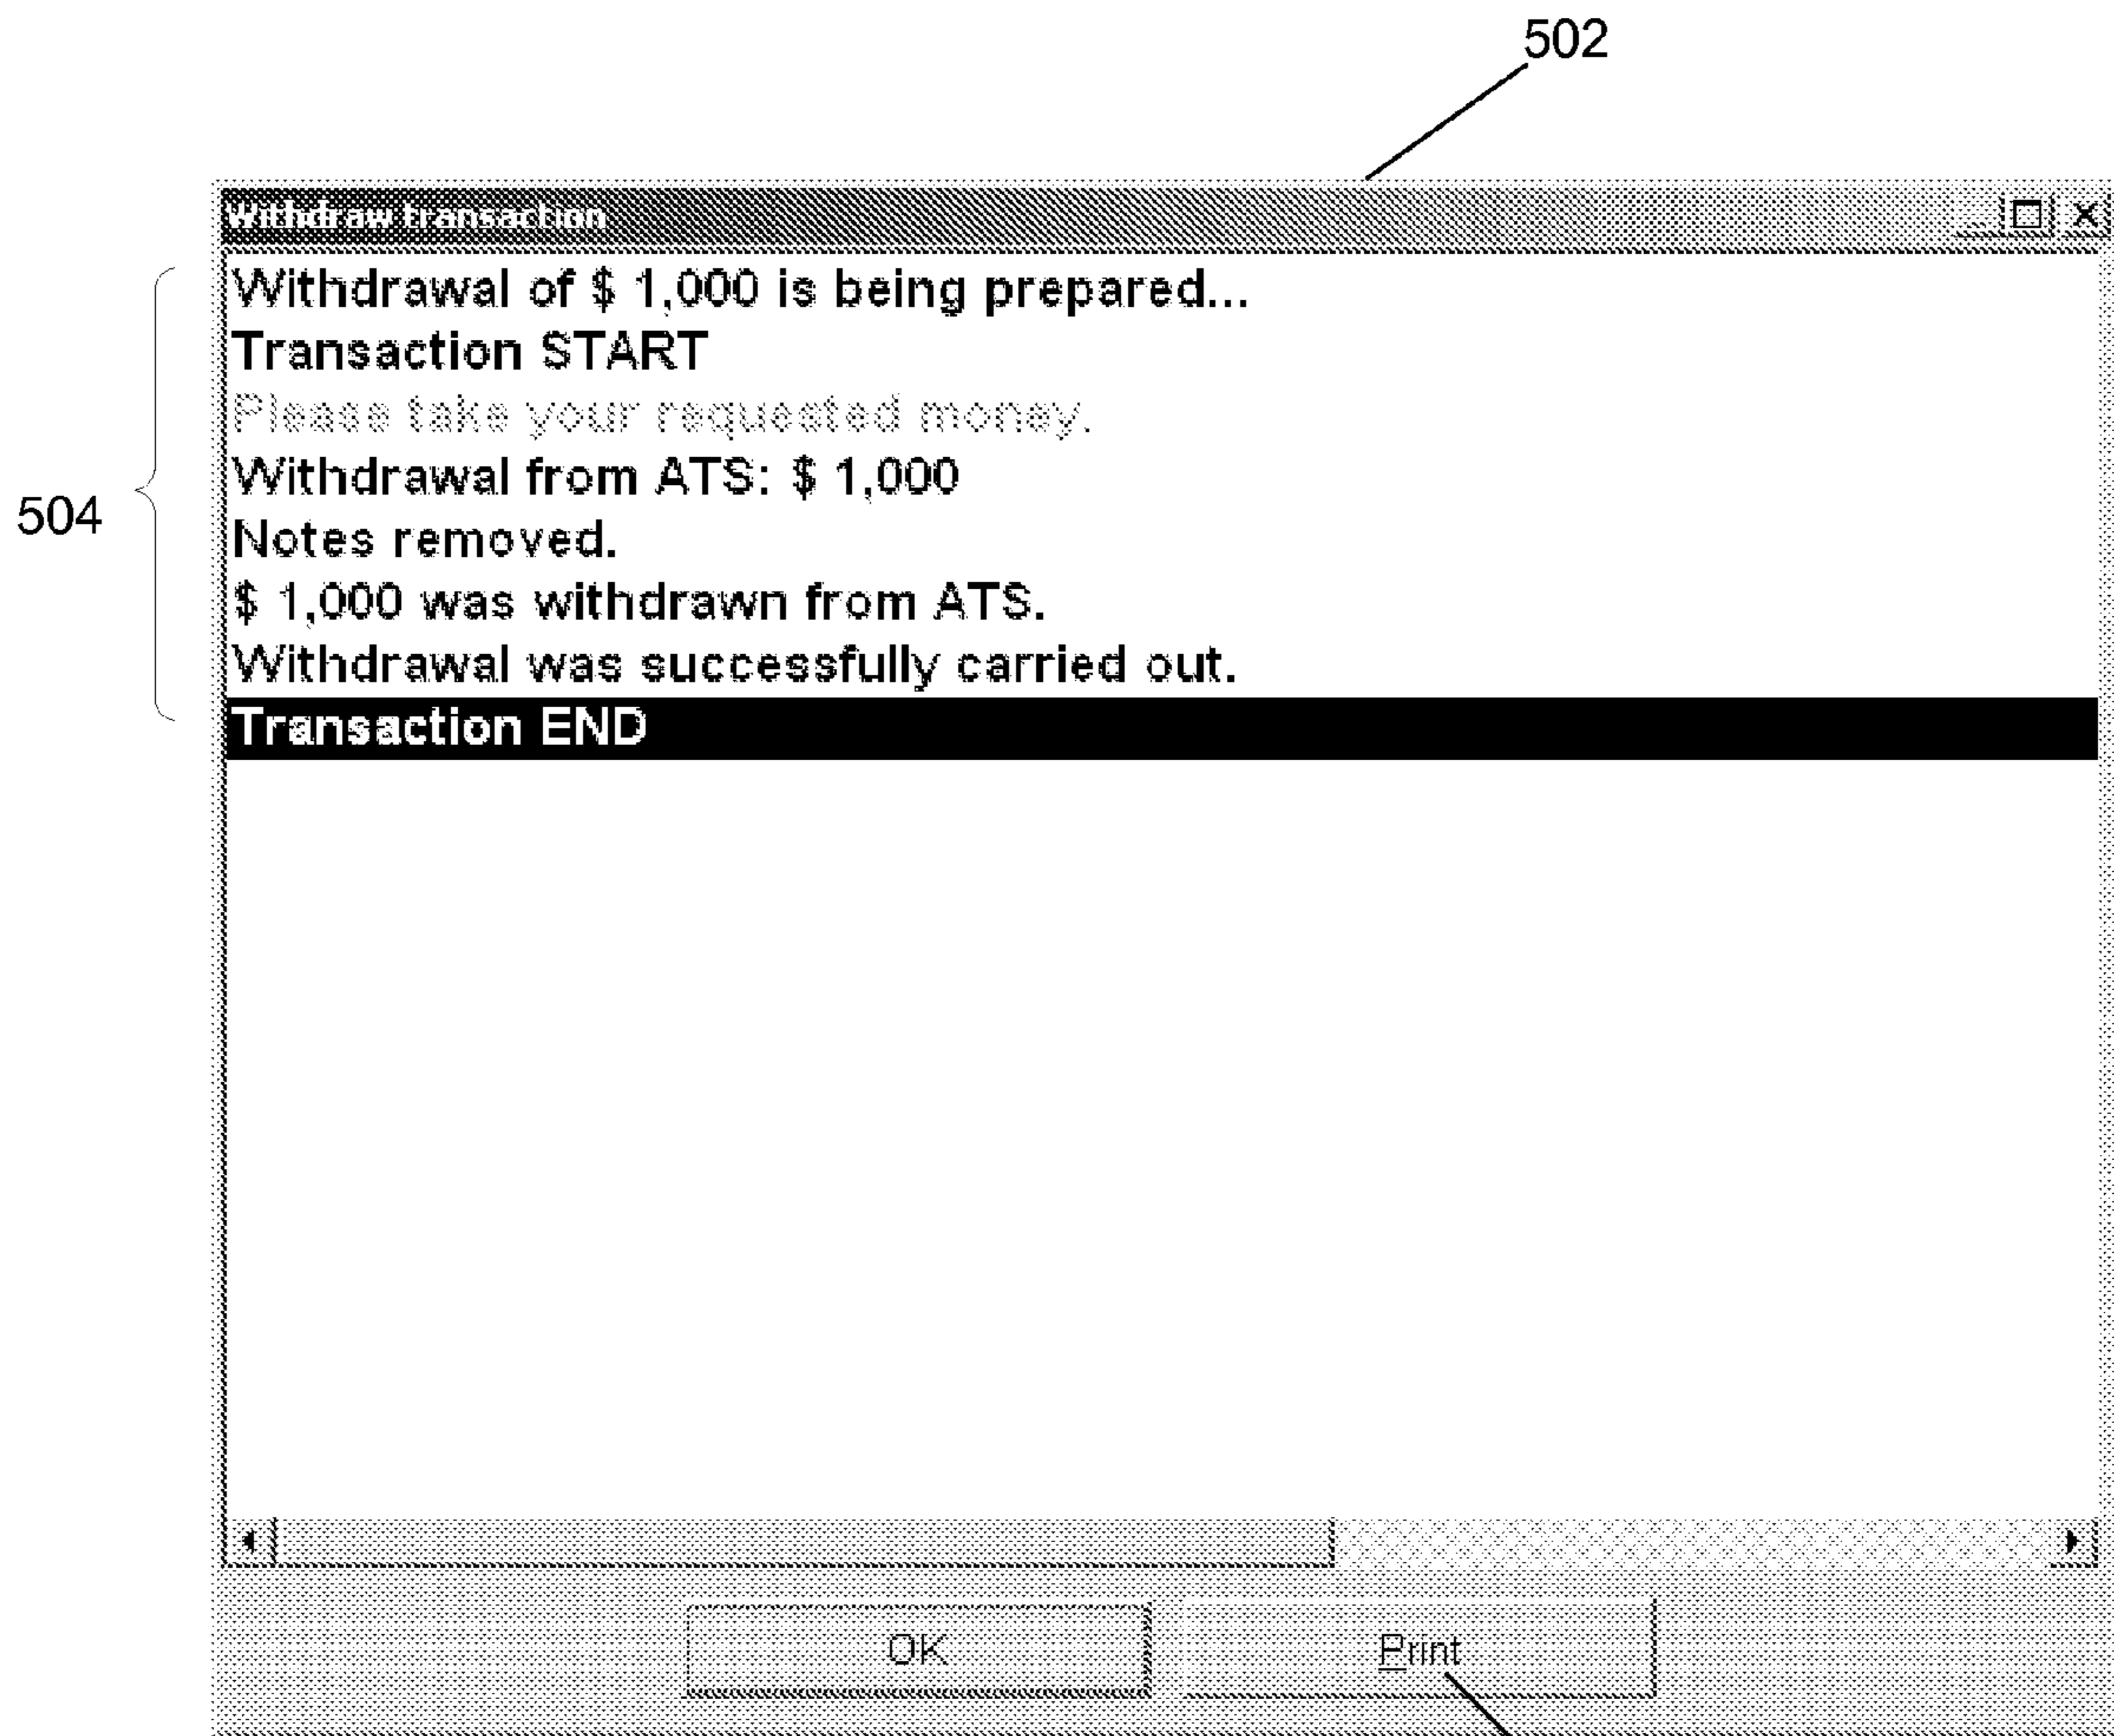 502
Withdraw transaction
Withdrawal of $ 1,000 is being prepared...
Transaction START
Please take your requested money.
Withdrawal from ATS: $ 1,000
504
Notes removed.
$ 1,000 was withdrawn from ATS.
Withdrawal was successfully carried out.
Transaction END
OK
Print